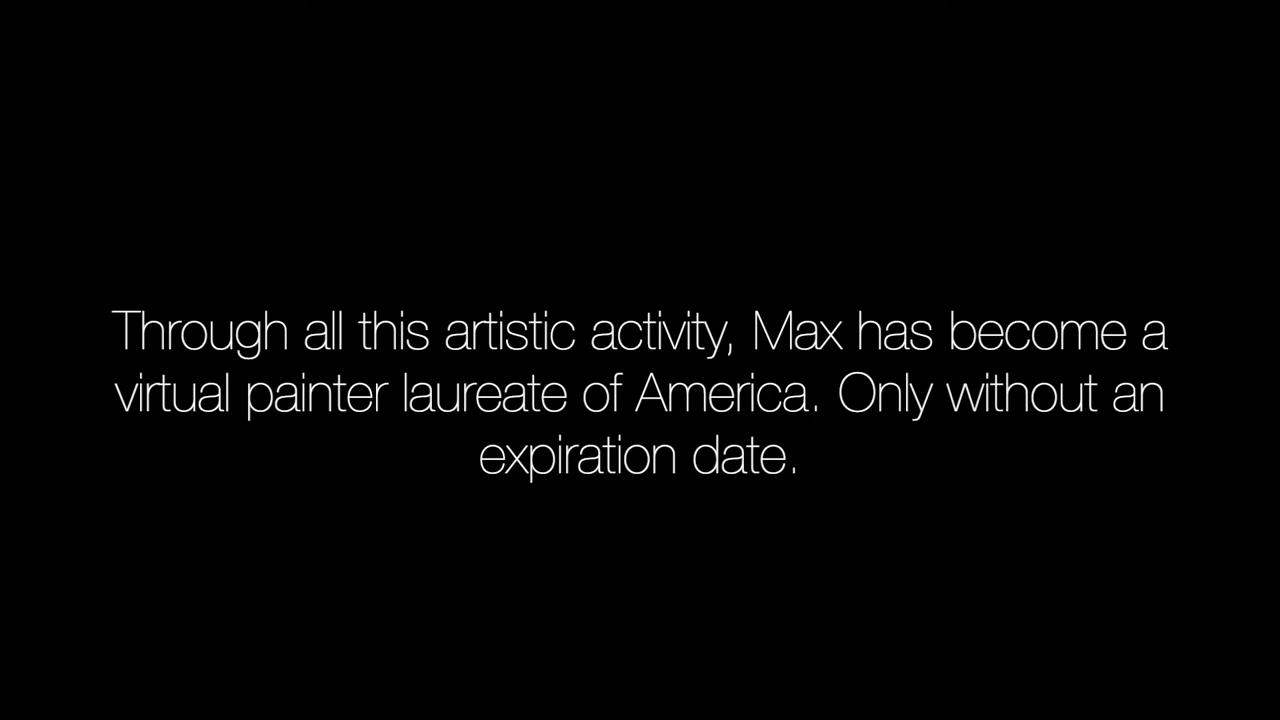 Through all this artistic activity, Max has become a
virtual painter laureate of America. Only without an
expiration date.